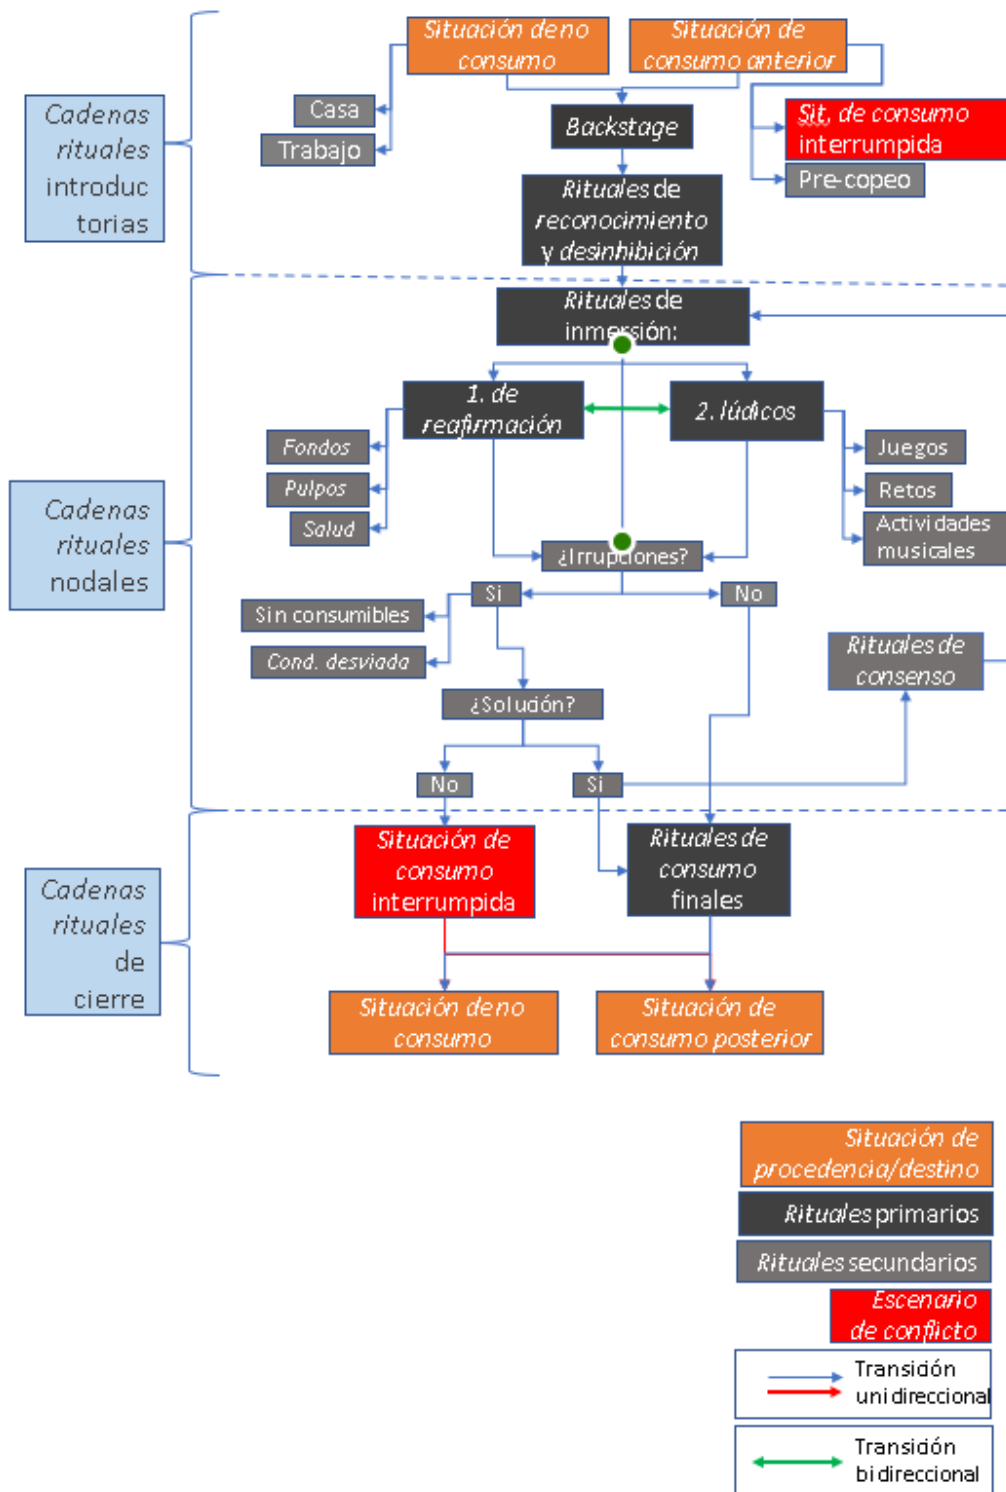 Situación de no
consumo
Situación de
consumo anterior
Casa
Trabajo
Backstage
Sit, de consumo
interrumpida
Pre-copeo
Cadenas
rituales
introduc
torias
Rituales de
reconocimiento
y desinhibición
Rituales de
inmersión:
1. de
reafirmación
2. lúdicos
Fondos
Pulpos
Salud
Juegos
Retos
Actividades
musicales
Cadenas
rituales
nodales
¿Irrupciones?
Si
No
Sin consumibles
Cond. desviada
Rituales de
consenso
¿Solución?
No
Si
Situación de
consumo
interrumpida
Rituales de
consumo
finales
Cadenas
rituales
de
cierre
Situación de no
consumo
Situación de
consumo posterior
Situación de
procedencia/destino
Rituales primarios
Rituales secundarios
Escenario
de conflicto
Transición
unidireccional
Transición
bidireccional